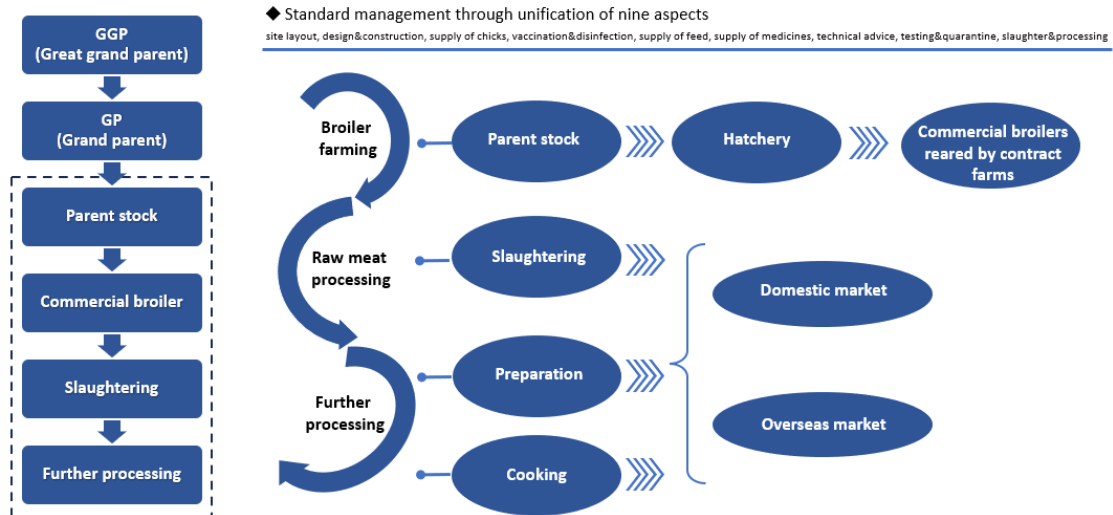 GGP
(Great grand parent)
GP
(Grand parent)
Parent stock
Commercial broiler
Slaughtering
Further processing
◆ Standard management through unification of nine aspects
site layout, design&construction, supply of chicks, vaccination&disinfection, supply of feed, supply of medicines, technical advice, testing&quarantine, slaughter&processing
Broiler
farming
Parent stock
Hatchery
Commercial broilers
reared by contract
farms
Raw meat
processing
Slaughtering
Domestic market
Further
processing
Preparation
Overseas market
Cooking